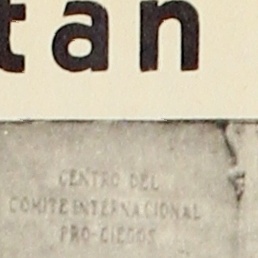 tan
CENTRO DEL
COMITE INTERNACIONAL
PRO-CIEGOS